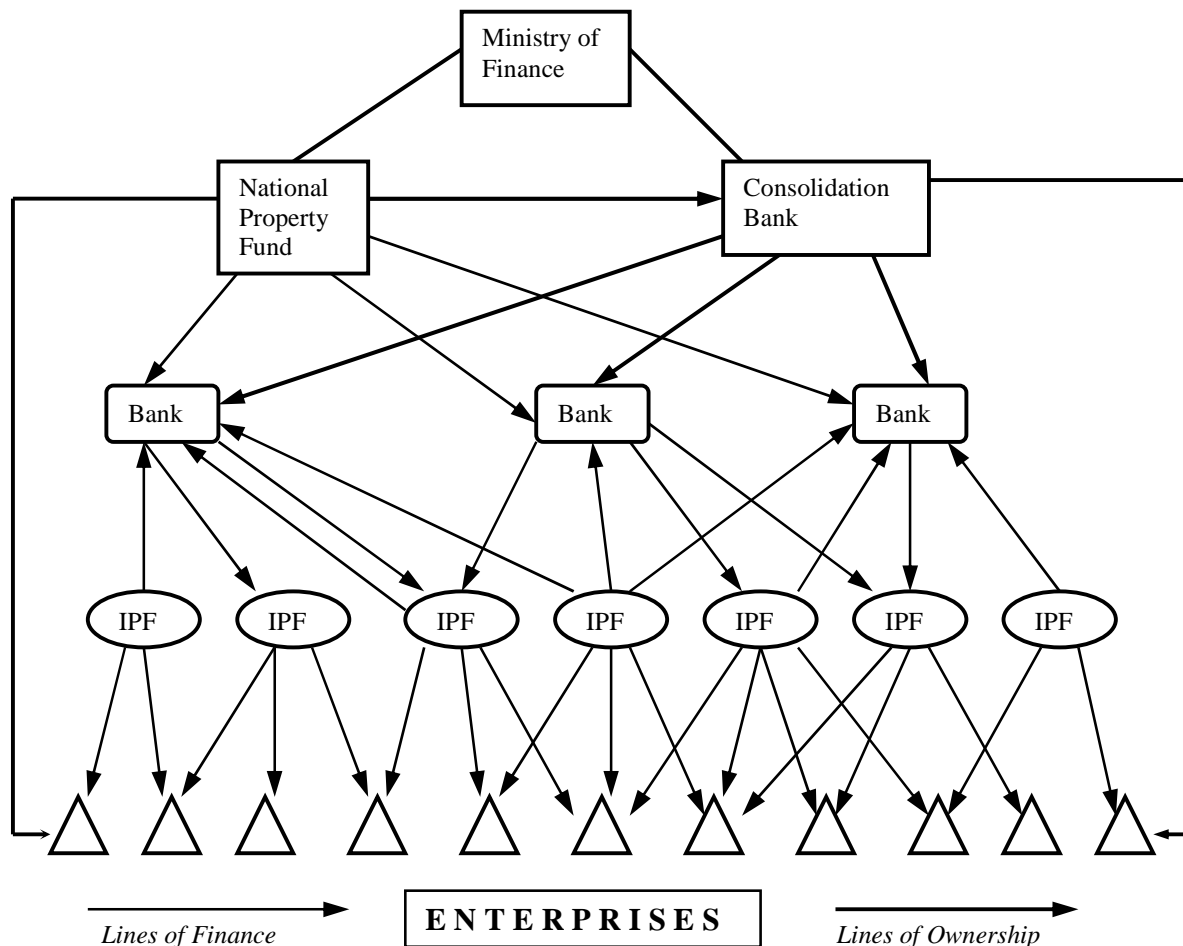 Ministry of
Finance
National
Property
Fund
Consolidation
Bank
Bank
Bank
Bank
IPF
IPF
IPF
IPF
IPF
IPF
IPF
ENTERPRISES
Lines of Finance
Lines of Ownership